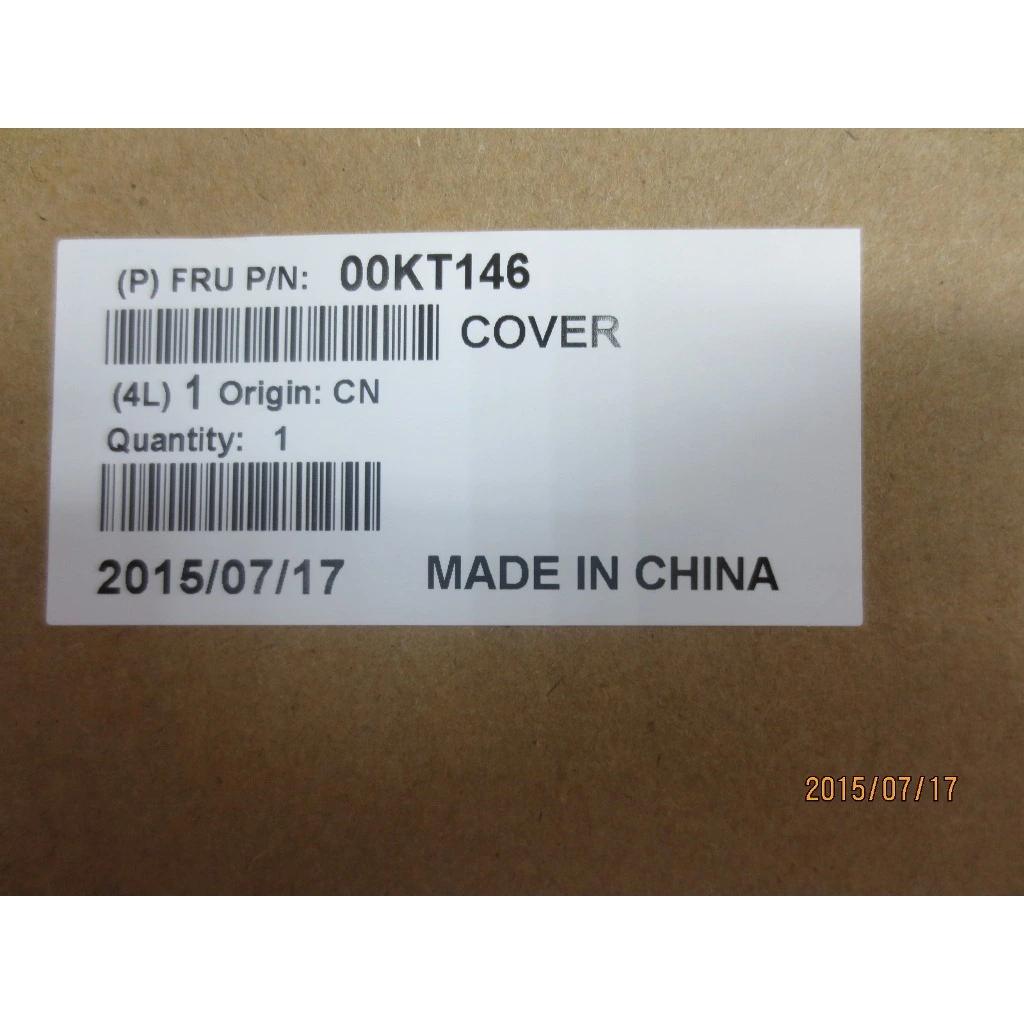 (P) FRU P/N: 00KT146
COVER
(4L) 1 Origin: CN
Quantity: 1
2015/07/17 MADE IN CHINA
2015/07/17